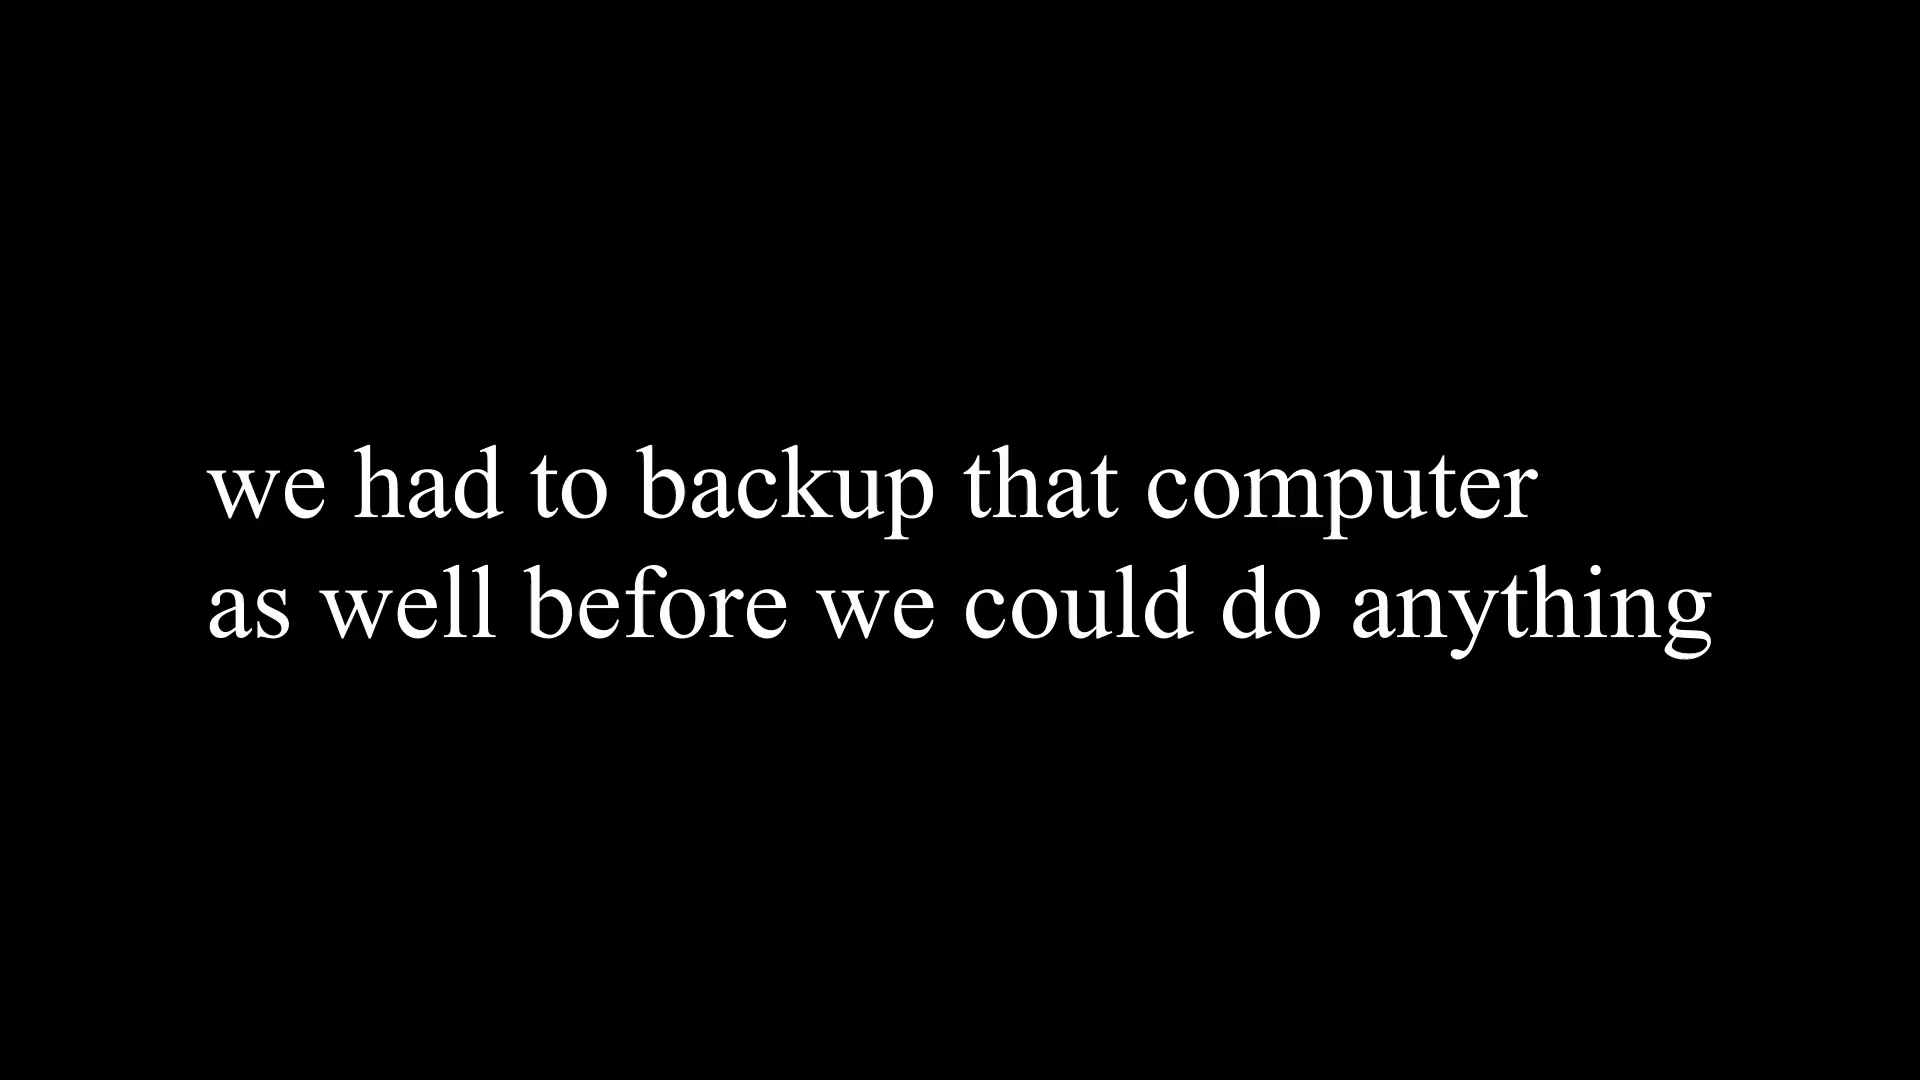 we had to backup that computer
as well before we could do anything